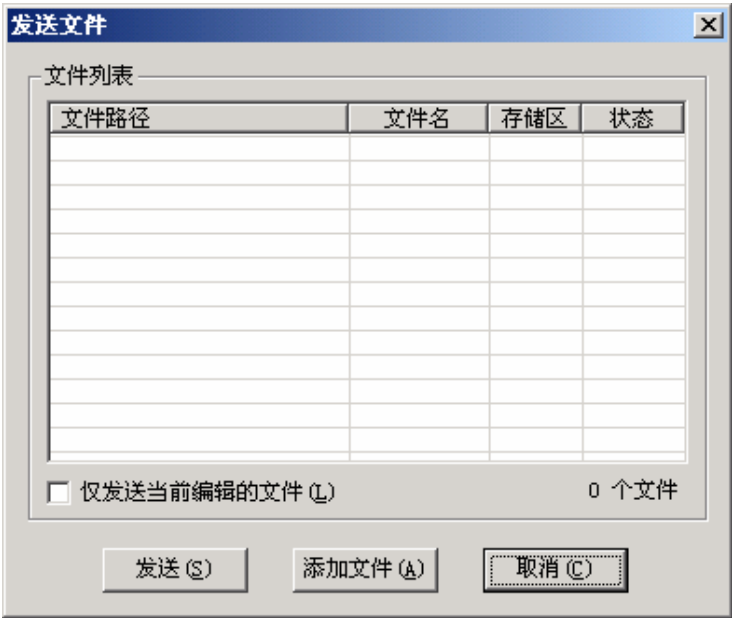 发送文件
文件列表
文件路径 文件名 存储区 状态
仅发送当前编辑的文件(L) 0 个文件
发送(S) 添加文件(A) 取消(C)